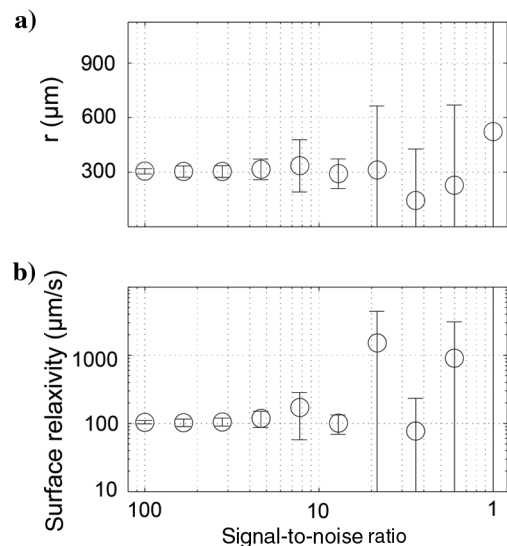 a)
900
600
300
r (µm)
b)
1000
100
10
Surface relaxivity (µm/s)
100
10
1
Signal-to-noise ratio